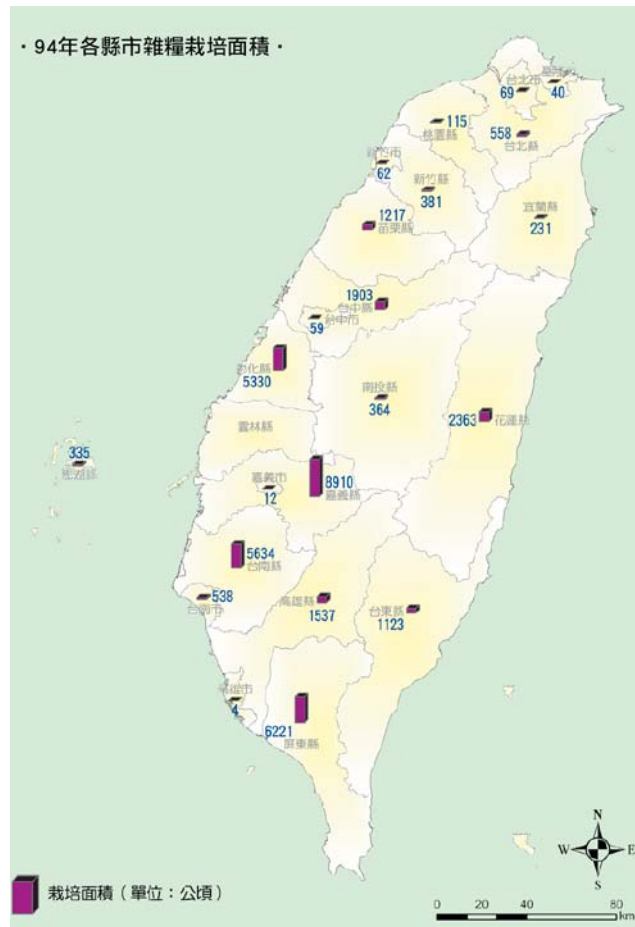 ・94年各縣市雜糧栽培面積・
台北市
69
40
115
桃園縣
558
台北縣
新竹市
62
新竹縣
381
宜蘭縣
231
1217
苗栗縣
1903
台中縣
59
台中市
彰化縣
5330
南投縣
364
2363
花蓮縣
雲林縣
335
澎湖縣
嘉義市
12
8910
嘉義縣
5634
台南縣
538
台南市
高雄縣
1537
台東縣
1123
高雄市
4
6221
屏東縣
N
W E
S
栽培面積（單位：公頃）
0 20 40 80
km